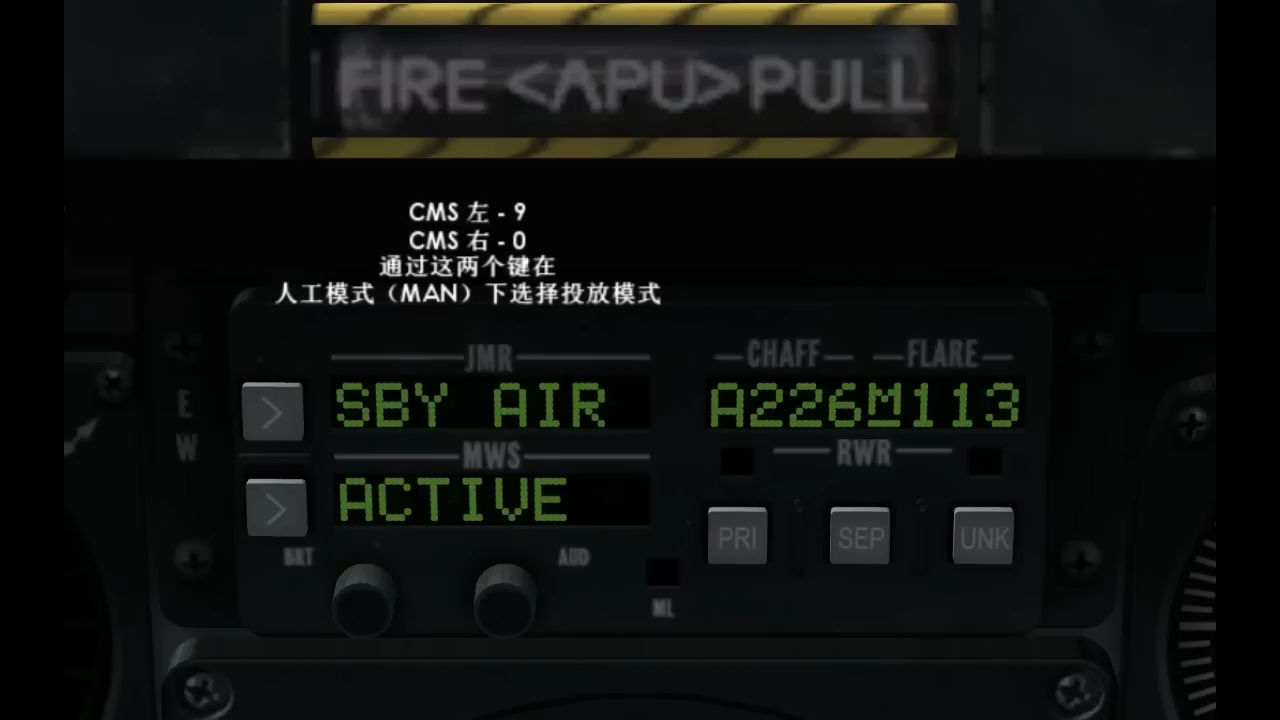 FIRE <APU> PULL
CMS 左 - 9
CMS 右 - 0
通过这两个键在
人工模式（MAN）下选择投放模式
JMR
CHAFF FLARE
SBY AIR
A226M113
E
W
MWS
RWR
ACTIVE
PRI SEP UNK
BRT
AUD
ML